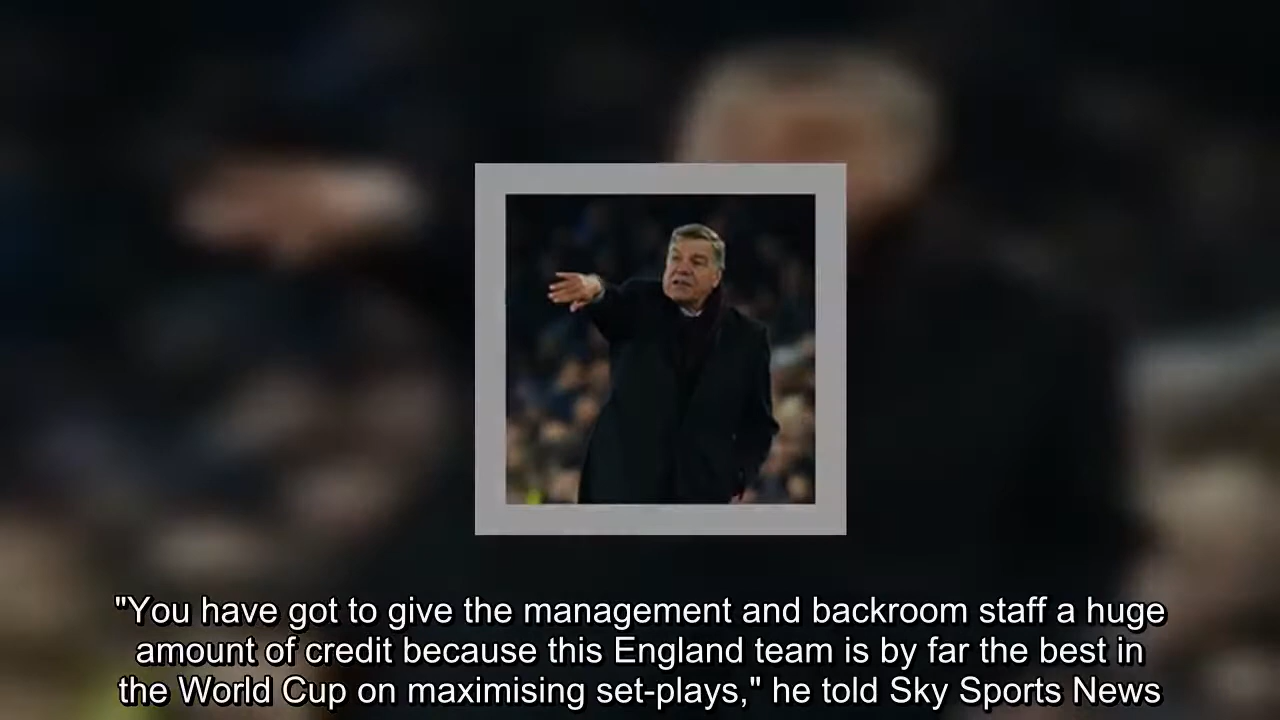 "You have got to give the management and backroom staff a huge
amount of credit because this England team is by far the best in
the World Cup on maximising set-plays," he told Sky Sports News